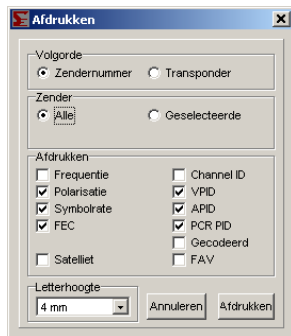 Afdrukken
Volgorde
Zendernummer Transponder
Zender
Alle Geselecteerde
Afdrukken
Frequentie Channel ID
Polarisatie VPID
Symbolrate APID
FEC PCR PID
Gecodeerd
Satelliet FAV
Letterhoogte
4 mm Annuleren Afdrukken